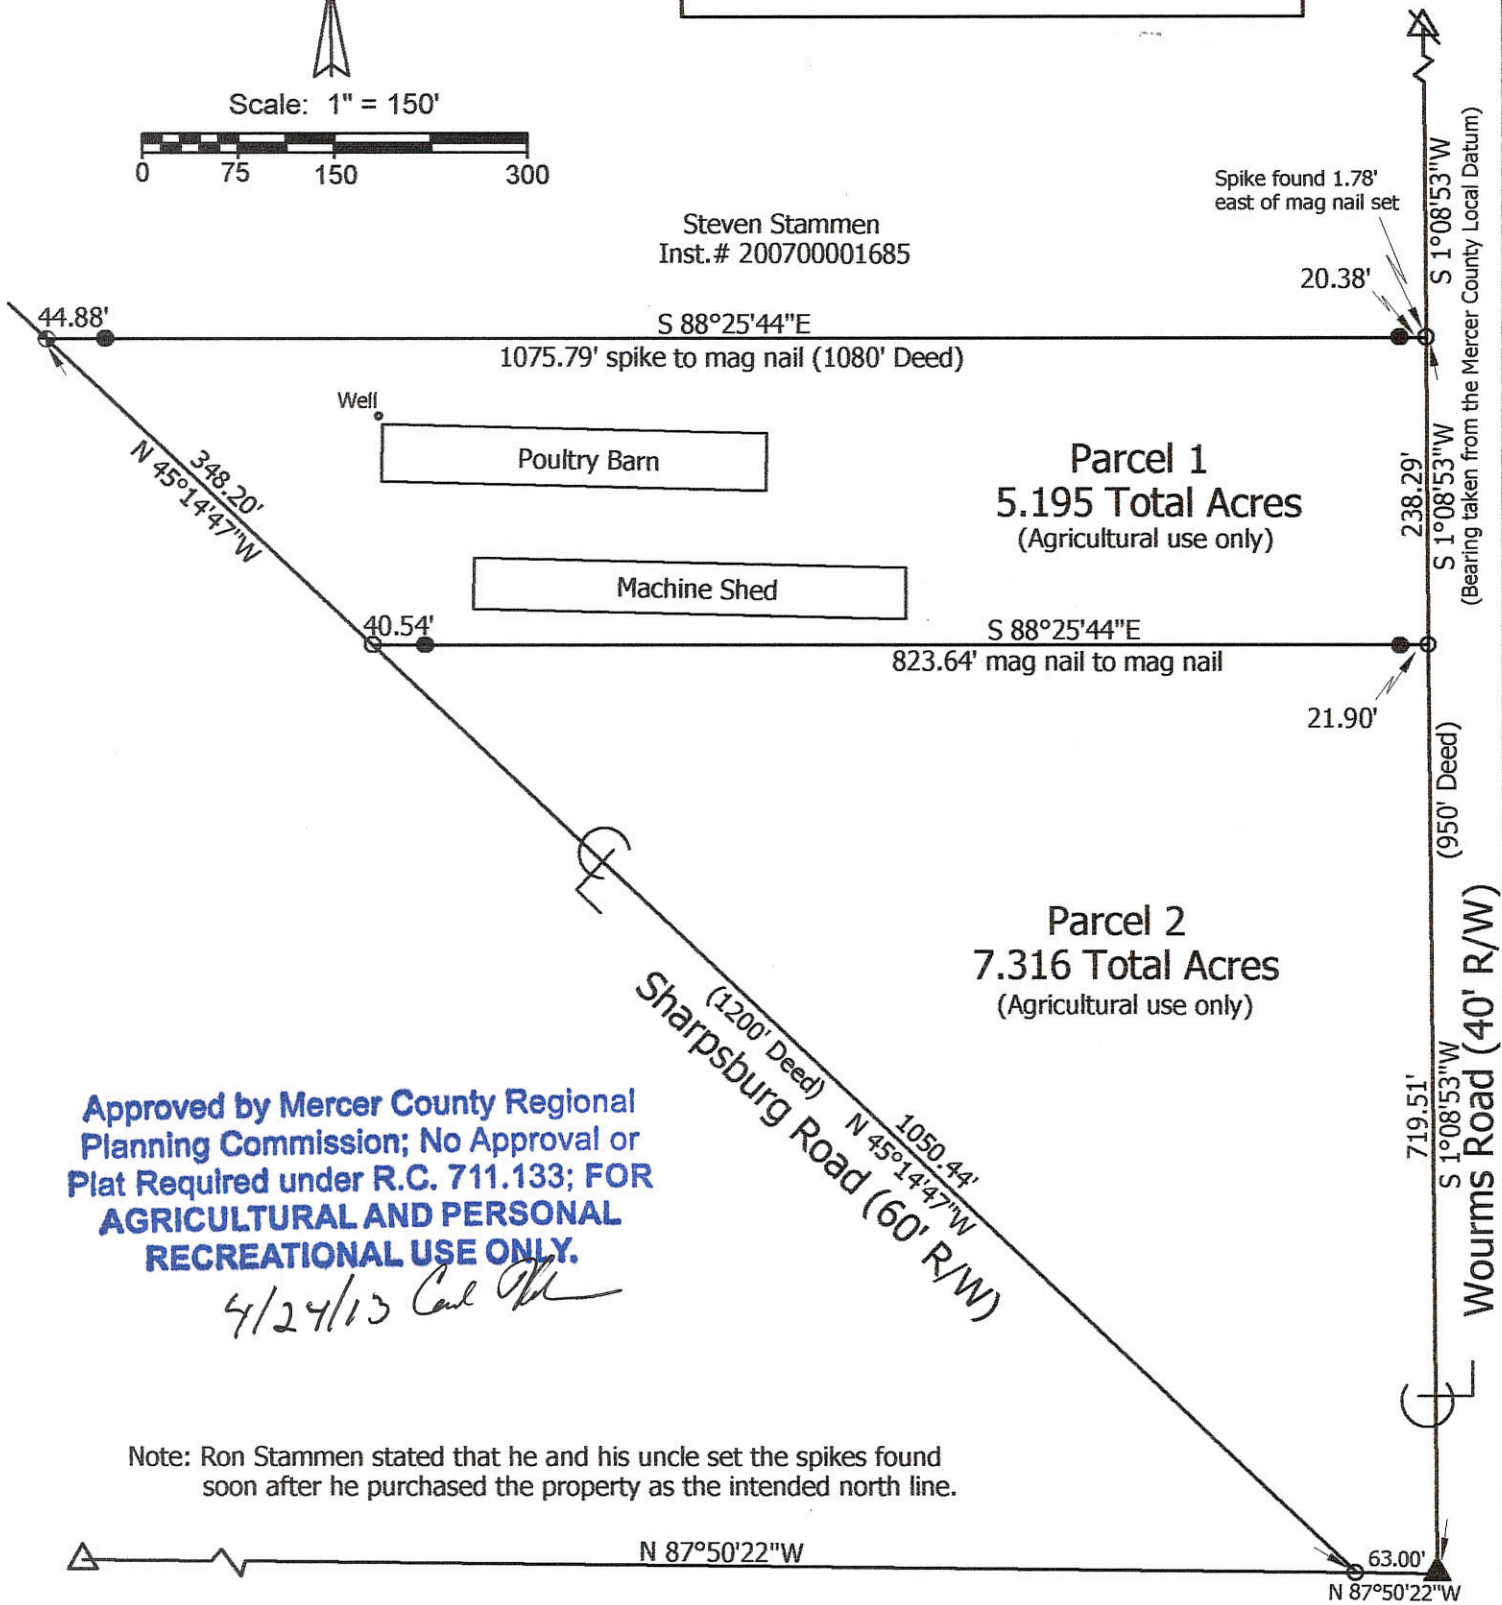 Scale: 1" = 150'
0 75 150 300
Steven Stammen
Inst.# 200700001685
Spike found 1.78'
east of mag nail set
20.38'
S 1°08'53"W
(Bearing taken from the Mercer County Local Datum)
44.88'
S 88°25'44"E
1075.79' spike to mag nail (1080' Deed)
Well
Poultry Barn
Parcel 1
5.195 Total Acres
(Agricultural use only)
238.29'
S 1°08'53"W
348.20'
N 45°14'47"W
Machine Shed
40.54'
S 88°25'44"E
823.64' mag nail to mag nail
21.90'
(950' Deed)
Parcel 2
7.316 Total Acres
(Agricultural use only)
(1200' Deed)
Sharpsburg Road (60' R/W)
1050.44'
N 45°14'47"W
719.51'
S 1°08'53"W
Wourms Road (40' R/W)
Approved by Mercer County Regional
Planning Commission; No Approval or
Plat Required under R.C. 711.133; FOR
AGRICULTURAL AND PERSONAL
RECREATIONAL USE ONLY.
4/24/13
Note: Ron Stammen stated that he and his uncle set the spikes found
soon after he purchased the property as the intended north line.
N 87°50'22"W
63.00'
N 87°50'22"W